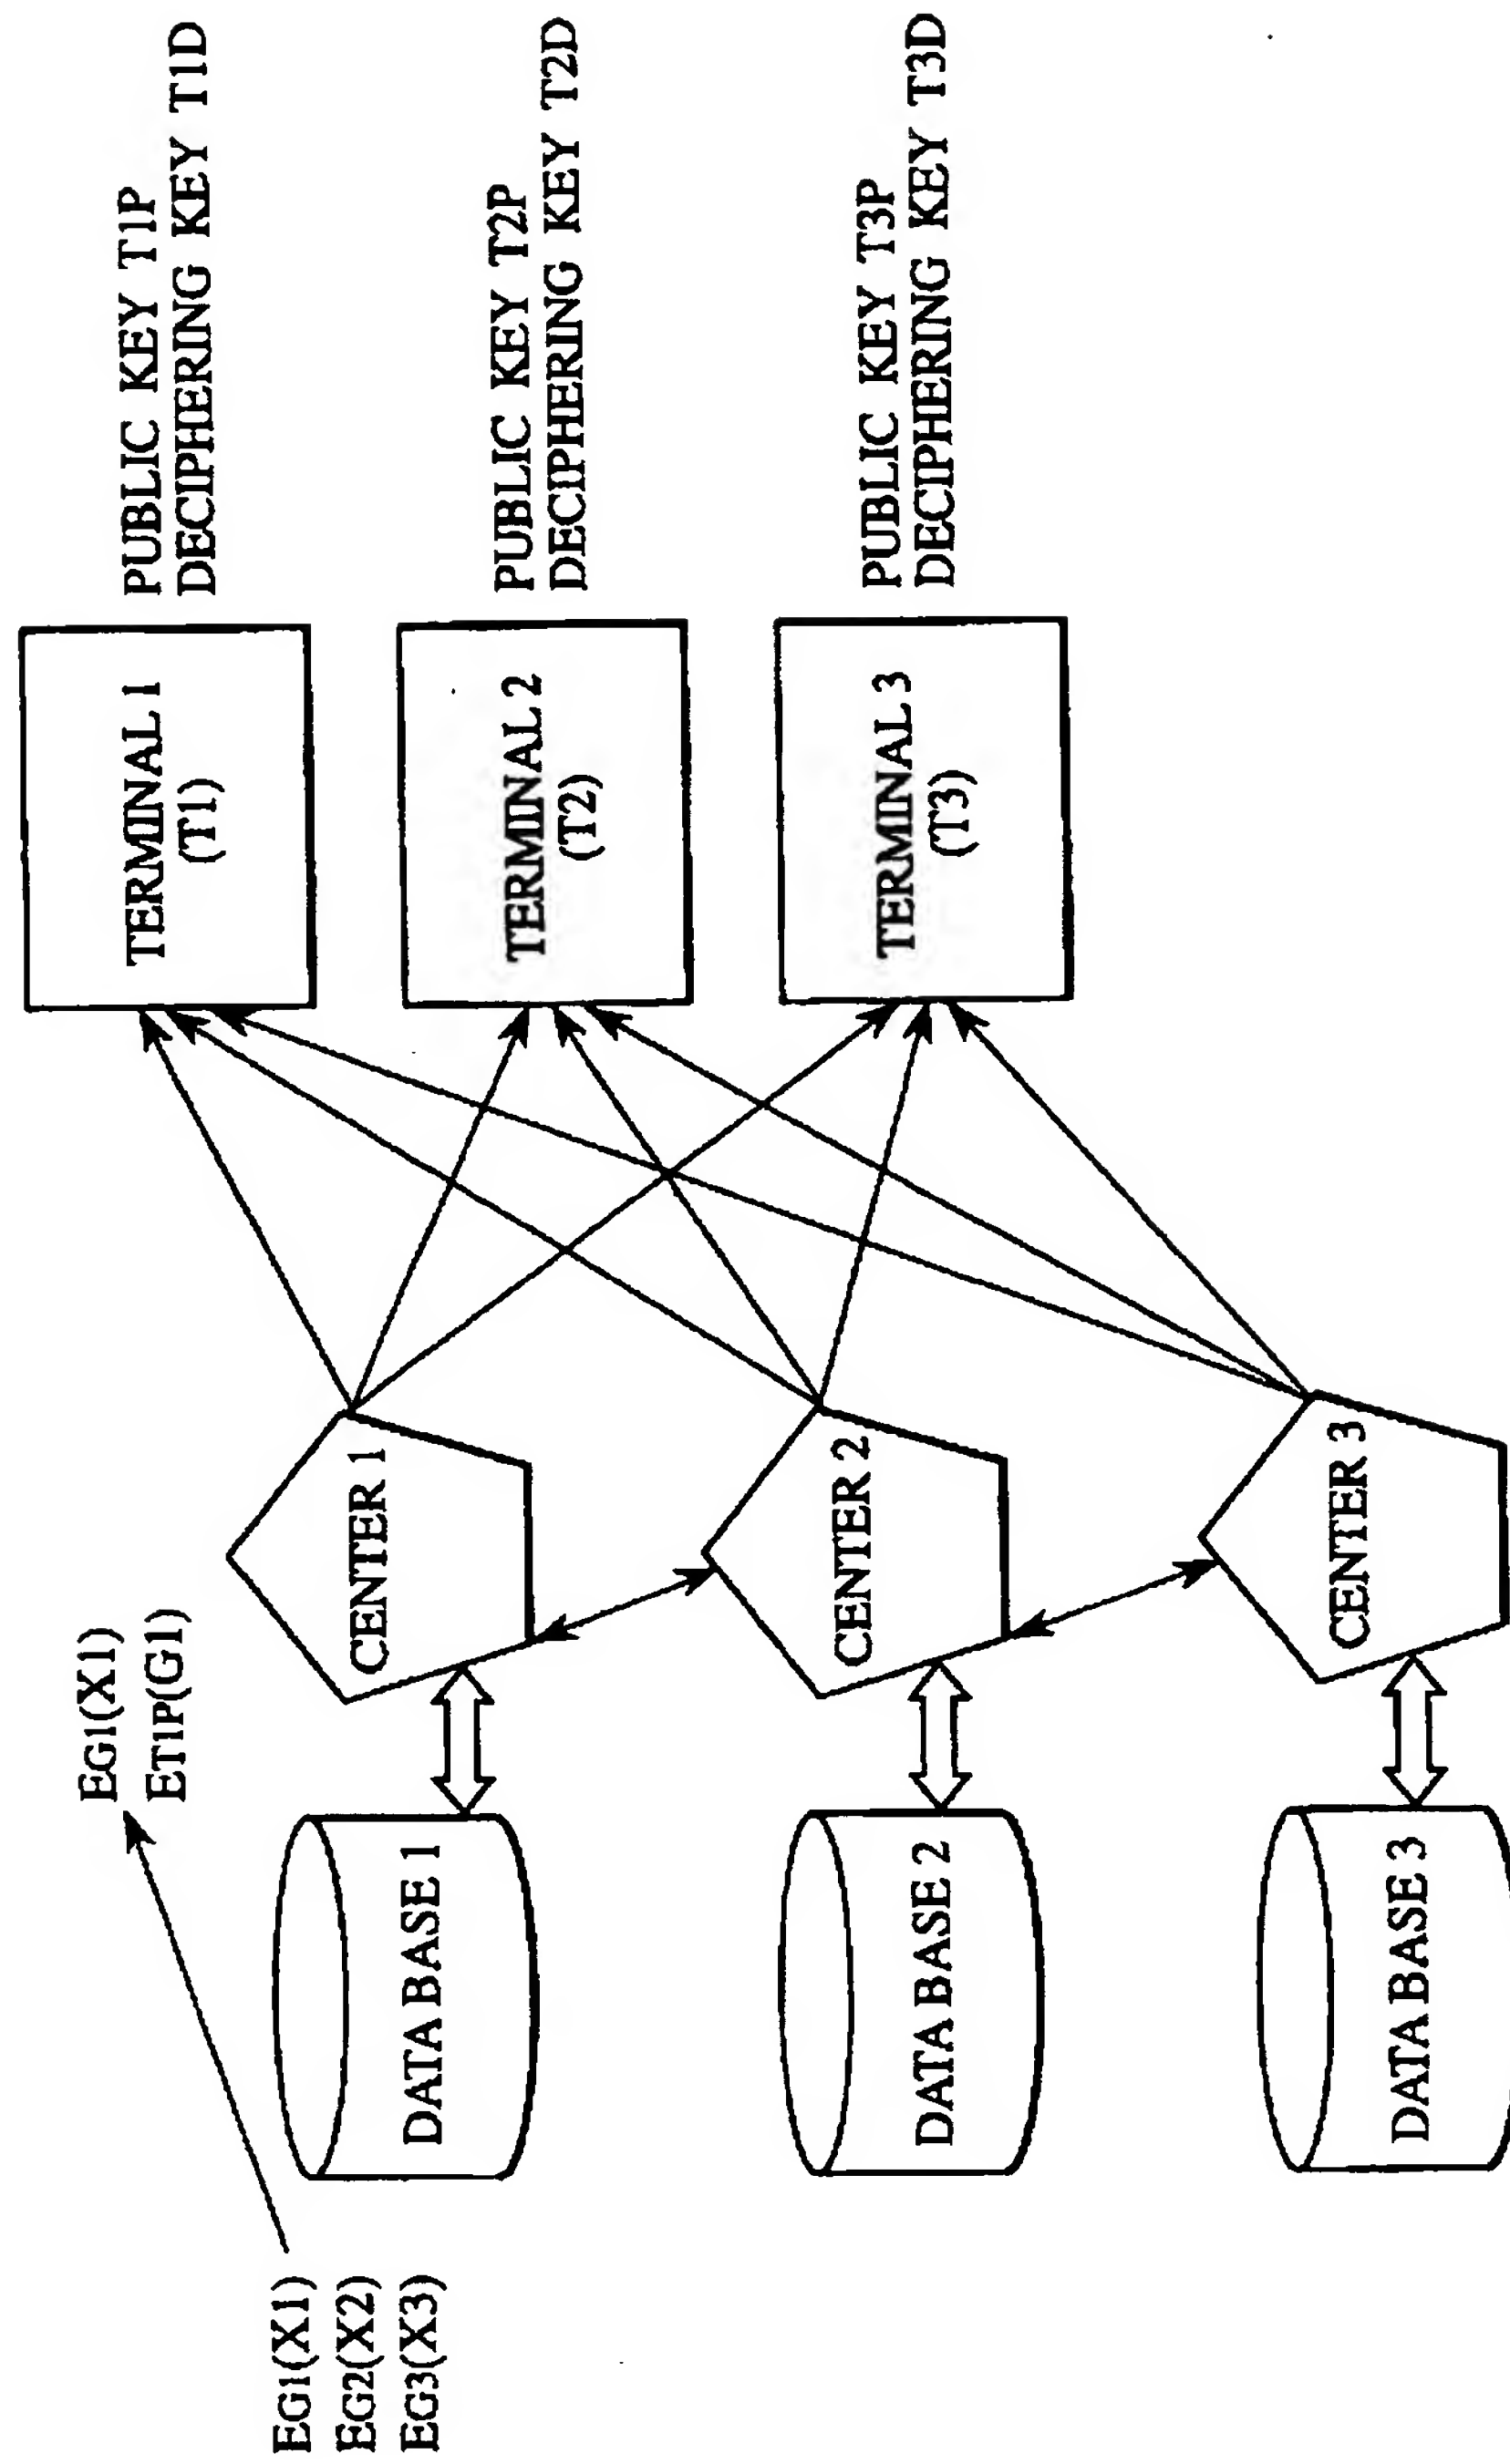 EG1(X1)
EG2(X2)
EG3(X3)
EG1(X1)
ET1P(G1)
DATA BASE 1
CENTER 1
TERMINAL 1
(T1)
PUBLIC KEY T1P
DECIPHERING KEY T1D
DATA BASE 2
CENTER 2
TERMINAL 2
(T2)
PUBLIC KEY T2P
DECIPHERING KEY T2D
DATA BASE 3
CENTER 3
TERMINAL 3
(T3)
PUBLIC KEY T3P
DECIPHERING KEY T3D